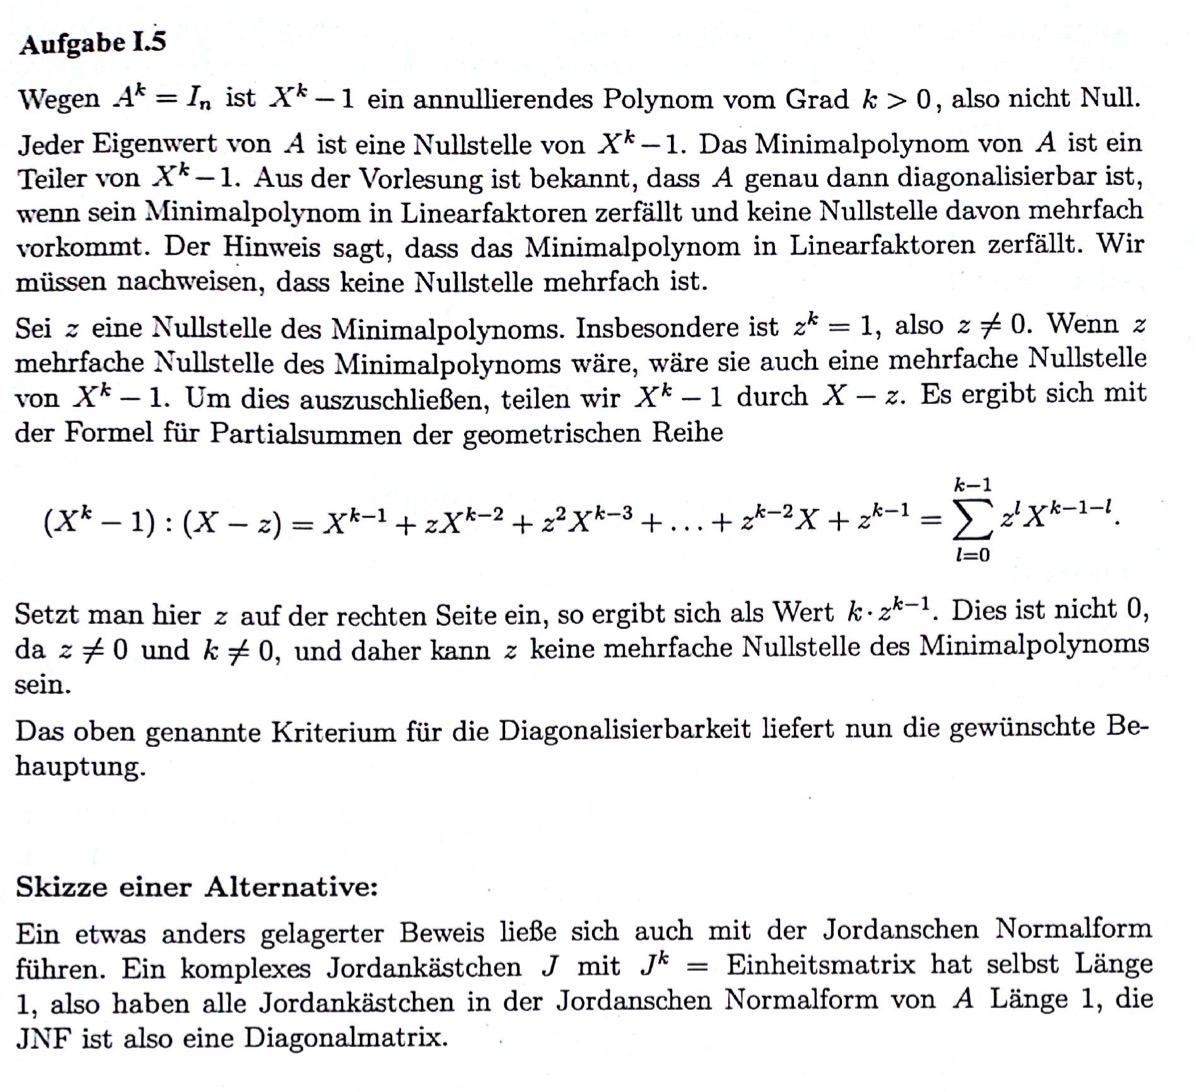 Aufgabe I.5
Wegen A^k = I_n ist X^k − 1 ein annullierendes Polynom vom Grad k > 0, also nicht Null.
Jeder Eigenwert von A ist eine Nullstelle von X^k − 1. Das Minimalpolynom von A ist ein
Teiler von X^k − 1. Aus der Vorlesung ist bekannt, dass A genau dann diagonalisierbar ist,
wenn sein Minimalpolynom in Linearfaktoren zerfällt und keine Nullstelle davon mehrfach
vorkommt. Der Hinweis sagt, dass das Minimalpolynom in Linearfaktoren zerfällt. Wir
müssen nachweisen, dass keine Nullstelle mehrfach ist.
Sei z eine Nullstelle des Minimalpolynoms. Insbesondere ist z^k = 1, also z ≠ 0. Wenn z
mehrfache Nullstelle des Minimalpolynoms wäre, wäre sie auch eine mehrfache Nullstelle
von X^k − 1. Um dies auszuschließen, teilen wir X^k − 1 durch X − z. Es ergibt sich mit
der Formel für Partialsummen der geometrischen Reihe
(X^k − 1) : (X − z) = X^{k−1} + zX^{k−2} + z^2X^{k−3} + ... + z^{k−2}X + z^{k−1} = ∑_{l=0}^{k−1} z^l X^{k−1−l}.
Setzt man hier z auf der rechten Seite ein, so ergibt sich als Wert k · z^{k−1}. Dies ist nicht 0,
da z ≠ 0 und k ≠ 0, und daher kann z keine mehrfache Nullstelle des Minimalpolynoms
sein.
Das oben genannte Kriterium für die Diagonalisierbarkeit liefert nun die gewünschte Be-
hauptung.
Skizze einer Alternative:
Ein etwas anders gelagerter Beweis ließe sich auch mit der Jordanschen Normalform
führen. Ein komplexes Jordankästchen J mit J^k = Einheitsmatrix hat selbst Länge
1, also haben alle Jordankästchen in der Jordanschen Normalform von A Länge 1, die
JNF ist also eine Diagonalmatrix.